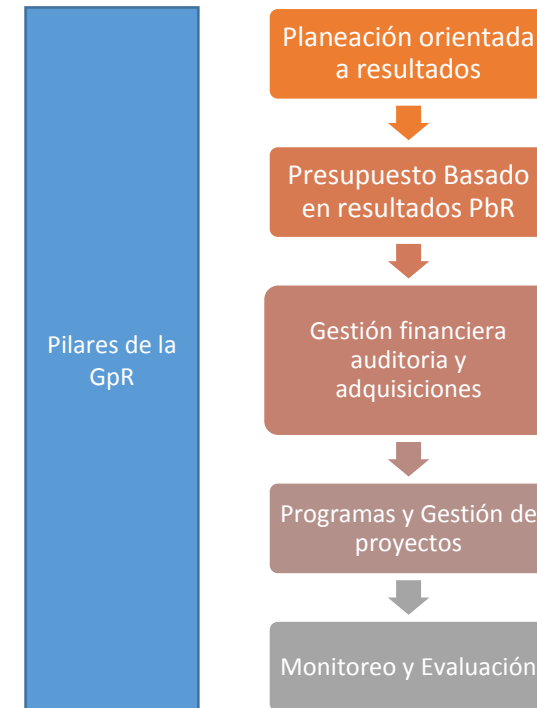 Pilares de la
GpR
Planeación orientada
a resultados
Presupuesto Basado
en resultados PbR
Gestión financiera
auditoria y
adquisiciones
Programas y Gestión de
proyectos
Monitoreo y Evaluación